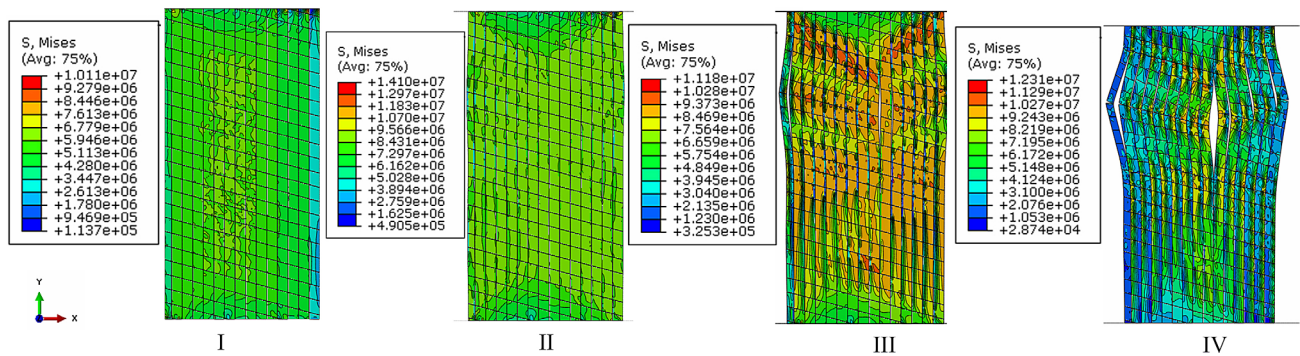 S, Mises
(Avg: 75%)
+1.011e+07
+9.279e+06
+8.446e+06
+7.613e+06
+6.779e+06
+5.946e+06
+5.113e+06
+4.280e+06
+3.447e+06
+2.613e+06
+1.780e+06
+9.469e+05
+1.137e+05
S, Mises
(Avg: 75%)
+1.410e+07
+1.297e+07
+1.183e+07
+1.070e+07
+9.566e+06
+8.431e+06
+7.297e+06
+6.162e+06
+5.028e+06
+3.894e+06
+2.759e+06
+1.625e+06
+4.905e+05
S, Mises
(Avg: 75%)
+1.118e+07
+1.028e+07
+9.373e+06
+8.469e+06
+7.564e+06
+6.659e+06
+5.754e+06
+4.849e+06
+3.945e+06
+3.040e+06
+2.135e+06
+1.230e+06
+3.253e+05
S, Mises
(Avg: 75%)
+1.231e+07
+1.129e+07
+1.027e+07
+9.243e+06
+8.219e+06
+7.195e+06
+6.172e+06
+5.148e+06
+4.124e+06
+3.100e+06
+2.076e+06
+1.053e+06
+2.874e+04
Y
X
I
II
III
IV